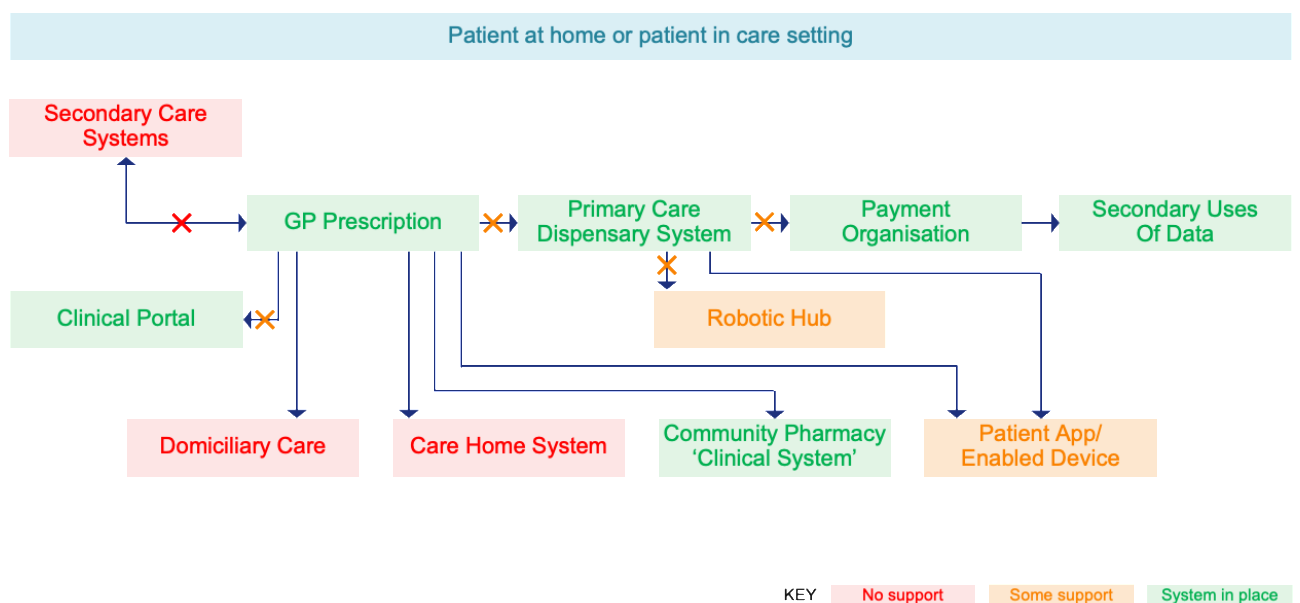 Patient at home or patient in care setting
Secondary Care
Systems
GP Prescription
Primary Care
Dispensary System
Payment
Organisation
Secondary Uses
Of Data
Clinical Portal
Robotic Hub
Domiciliary Care
Care Home System
Community Pharmacy
‘Clinical System’
Patient App/
Enabled Device
KEY
No support
Some support
System in place